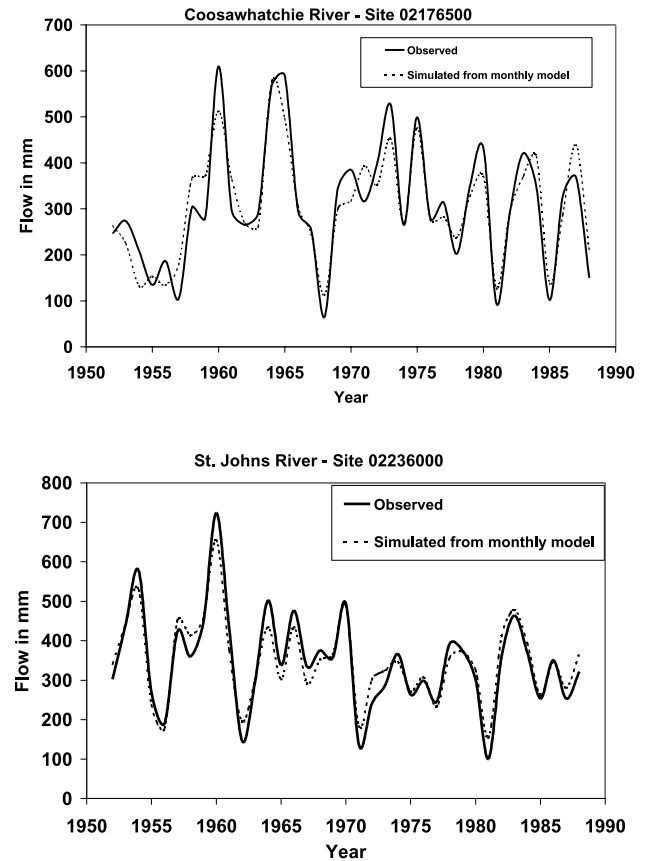 Coosawhatchie River - Site 02176500
700
600
500
400
300
200
100
0
Flow in mm
Observed
Simulated from monthly model
1950 1955 1960 1965 1970 1975 1980 1985 1990
Year
St. Johns River - Site 02236000
800
700
600
500
400
300
200
100
0
Flow in mm
Observed
Simulated from monthly model
1950 1955 1960 1965 1970 1975 1980 1985 1990
Year